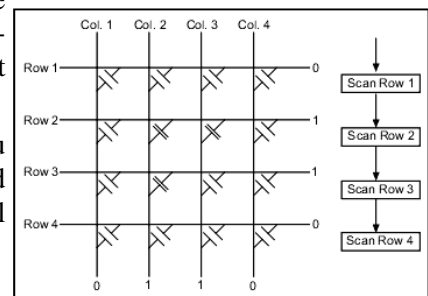 Col. 1 Col. 2 Col. 3 Col. 4
Row 1 0
Scan Row 1
Row 2 1
Scan Row 2
Row 3 1
Scan Row 3
Row 4 0
Scan Row 4
0 1 1 0